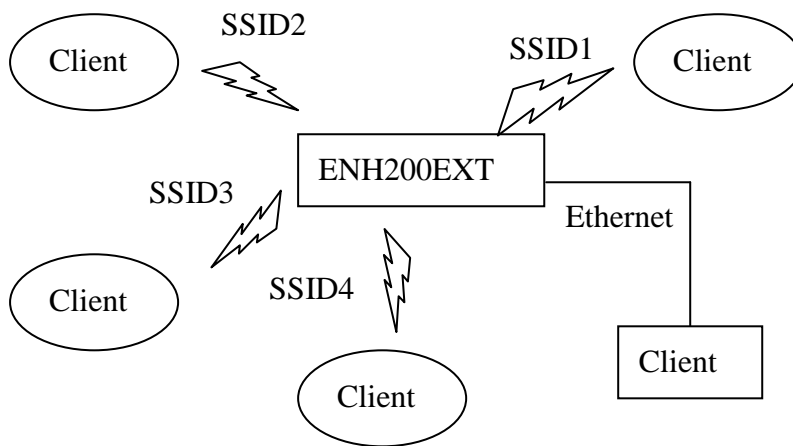 SSID2
SSID1
Client
Client
ENH200EXT
SSID3
Ethernet
SSID4
Client
Client
Client